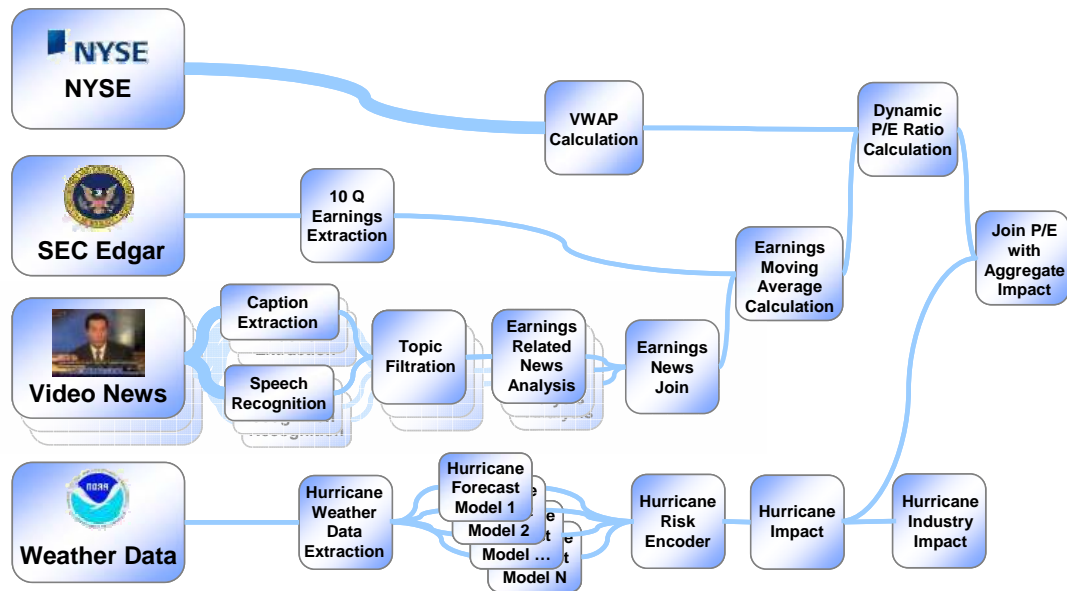 NYSE
NYSE
VWAP
Calculation
Dynamic
P/E Ratio
Calculation
SEC Edgar
10 Q
Earnings
Extraction
Earnings
Moving
Average
Calculation
Join P/E
with
Aggregate
Impact
Video News
Caption
Extraction
Speech
Recognition
Topic
Filtration
Earnings
Related
News
Analysis
Earnings
News
Join
noaa
Weather Data
Hurricane
Weather
Data
Extraction
Hurricane
Forecast
Model 1
Model 2
Model …
Model N
Hurricane
Risk
Encoder
Hurricane
Impact
Hurricane
Industry
Impact